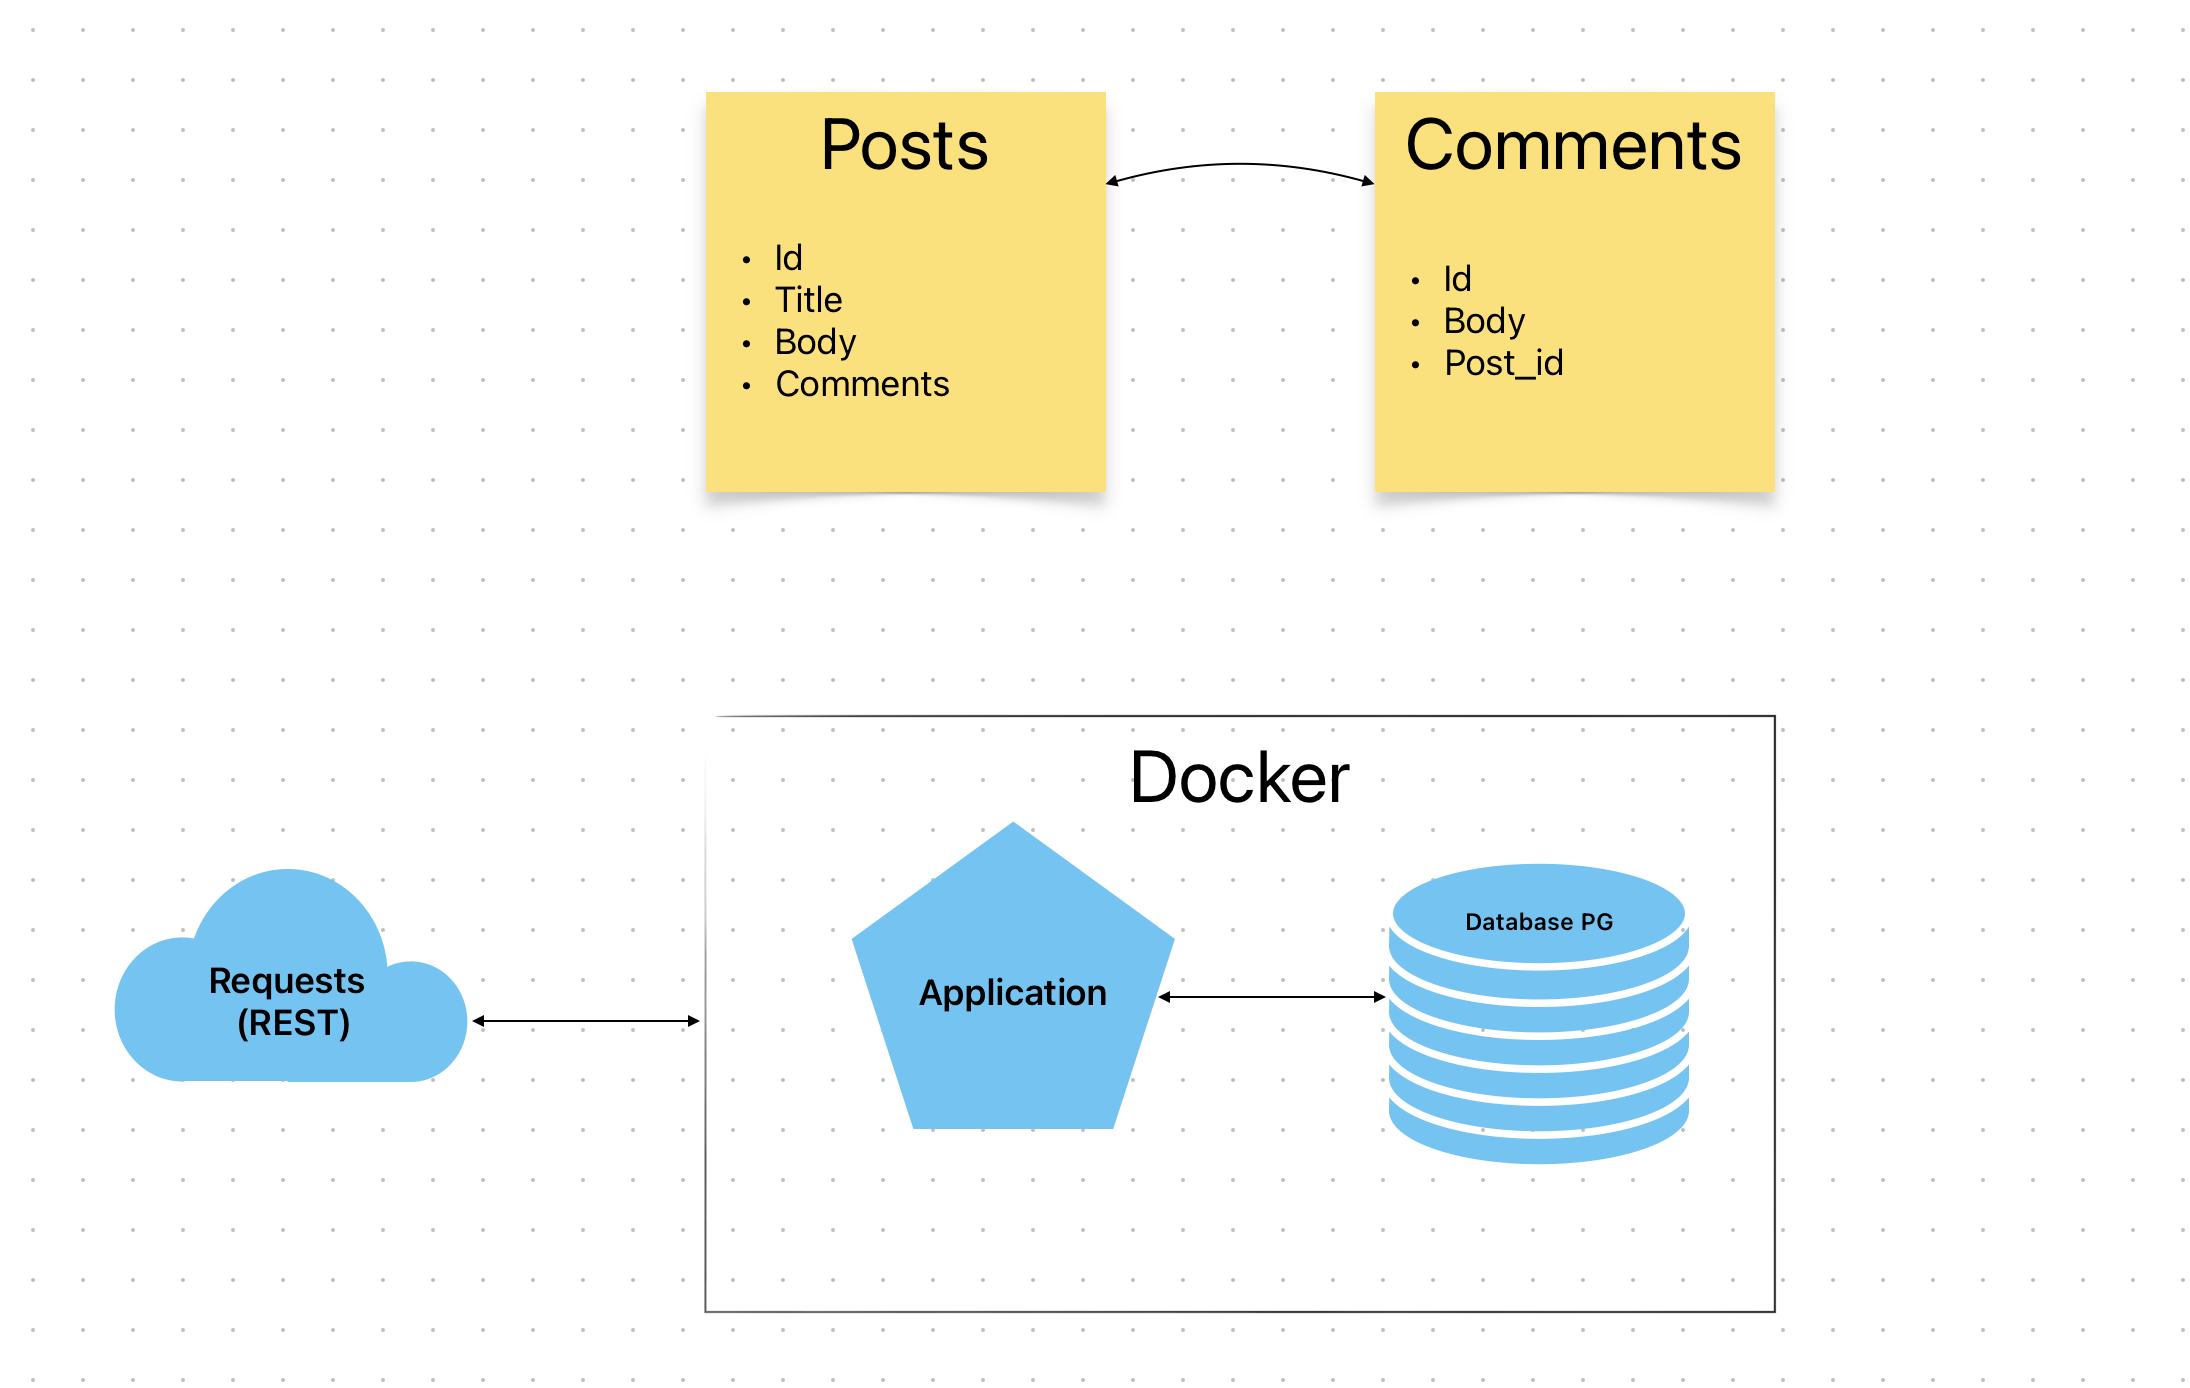 Posts
• Id
• Title
• Body
• Comments
Comments
• Id
• Body
• Post_id
Docker
Requests
(REST)
Application
Database PG